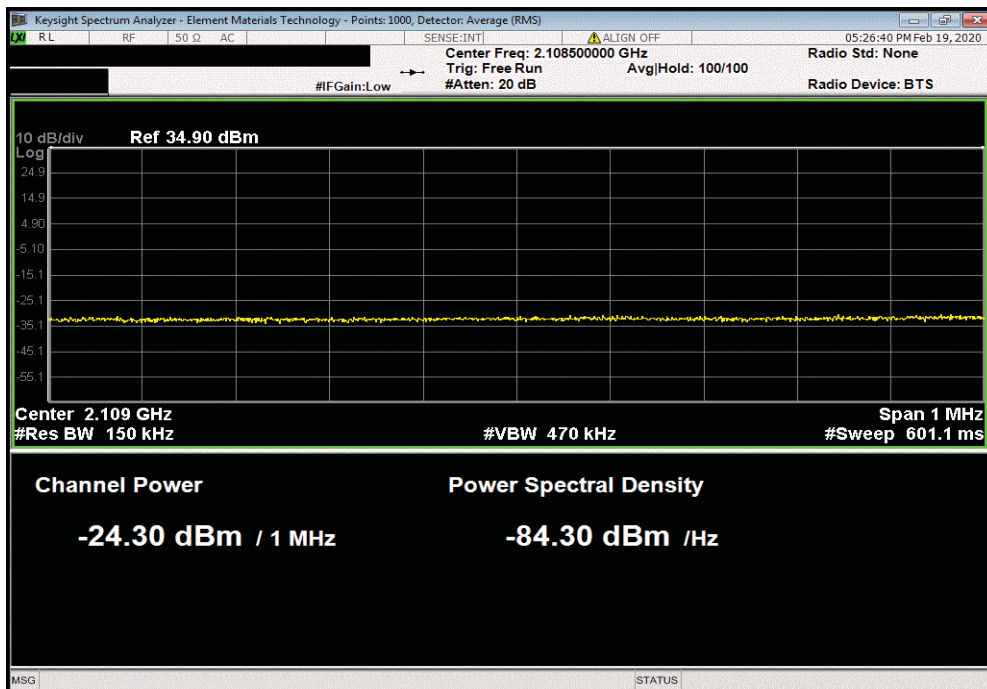 Keysight Spectrum Analyzer - Element Materials Technology - Points: 1000, Detector: Average (RMS)
LXI RL RF 50 Ω AC SENSE:INT ALIGN OFF 05:26:40 PM Feb 19, 2020
Center Freq: 2.108500000 GHz Radio Std: None
Trig: Free Run Avg|Hold: 100/100
#IFGain:Low #Atten: 20 dB Radio Device: BTS
10 dB/div Ref 34.90 dBm
Log
24.9
14.9
4.90
-5.10
-15.1
-25.1
-35.1
-45.1
-55.1
Center 2.109 GHz Span 1 MHz
#Res BW 150 kHz #VBW 470 kHz #Sweep 601.1 ms
Channel Power Power Spectral Density
-24.30 dBm / 1 MHz -84.30 dBm /Hz
MSG STATUS